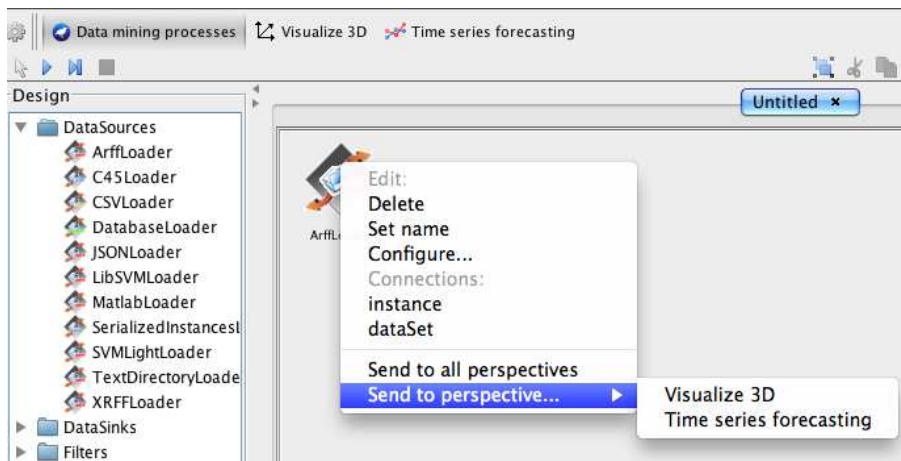 Data mining processes Visualize 3D Time series forecasting
Design
Untitled ×
DataSources
ArffLoader
C45Loader
CSVLoader
DatabaseLoader
JSONLoader
LibSVMLoader
MatlabLoader
SerializedInstancesL
SVMLightLoader
TextDirectoryLoade
XRFFLoader
DataSinks
Filters
ArffL
Edit:
Delete
Set name
Configure...
Connections:
instance
dataSet
Send to all perspectives
Send to perspective...
Visualize 3D
Time series forecasting